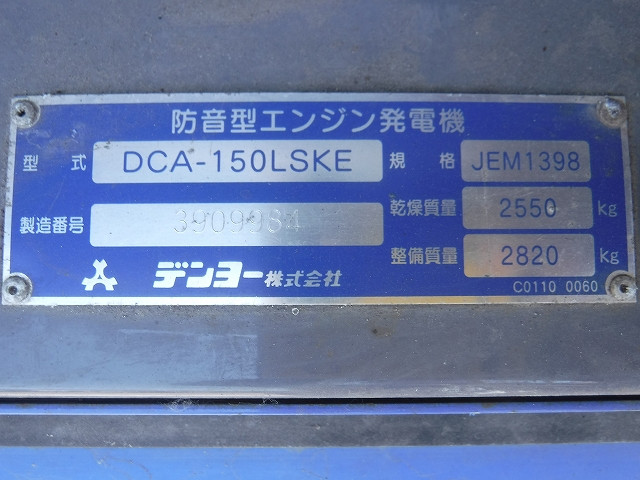 防音型エンジン発電機
型式 DCA-150LSKE 規格 JEM1398
製造番号 3909984 乾燥質量 2550 kg
整備質量 2820 kg
デンヨー株式会社
C0110 0060